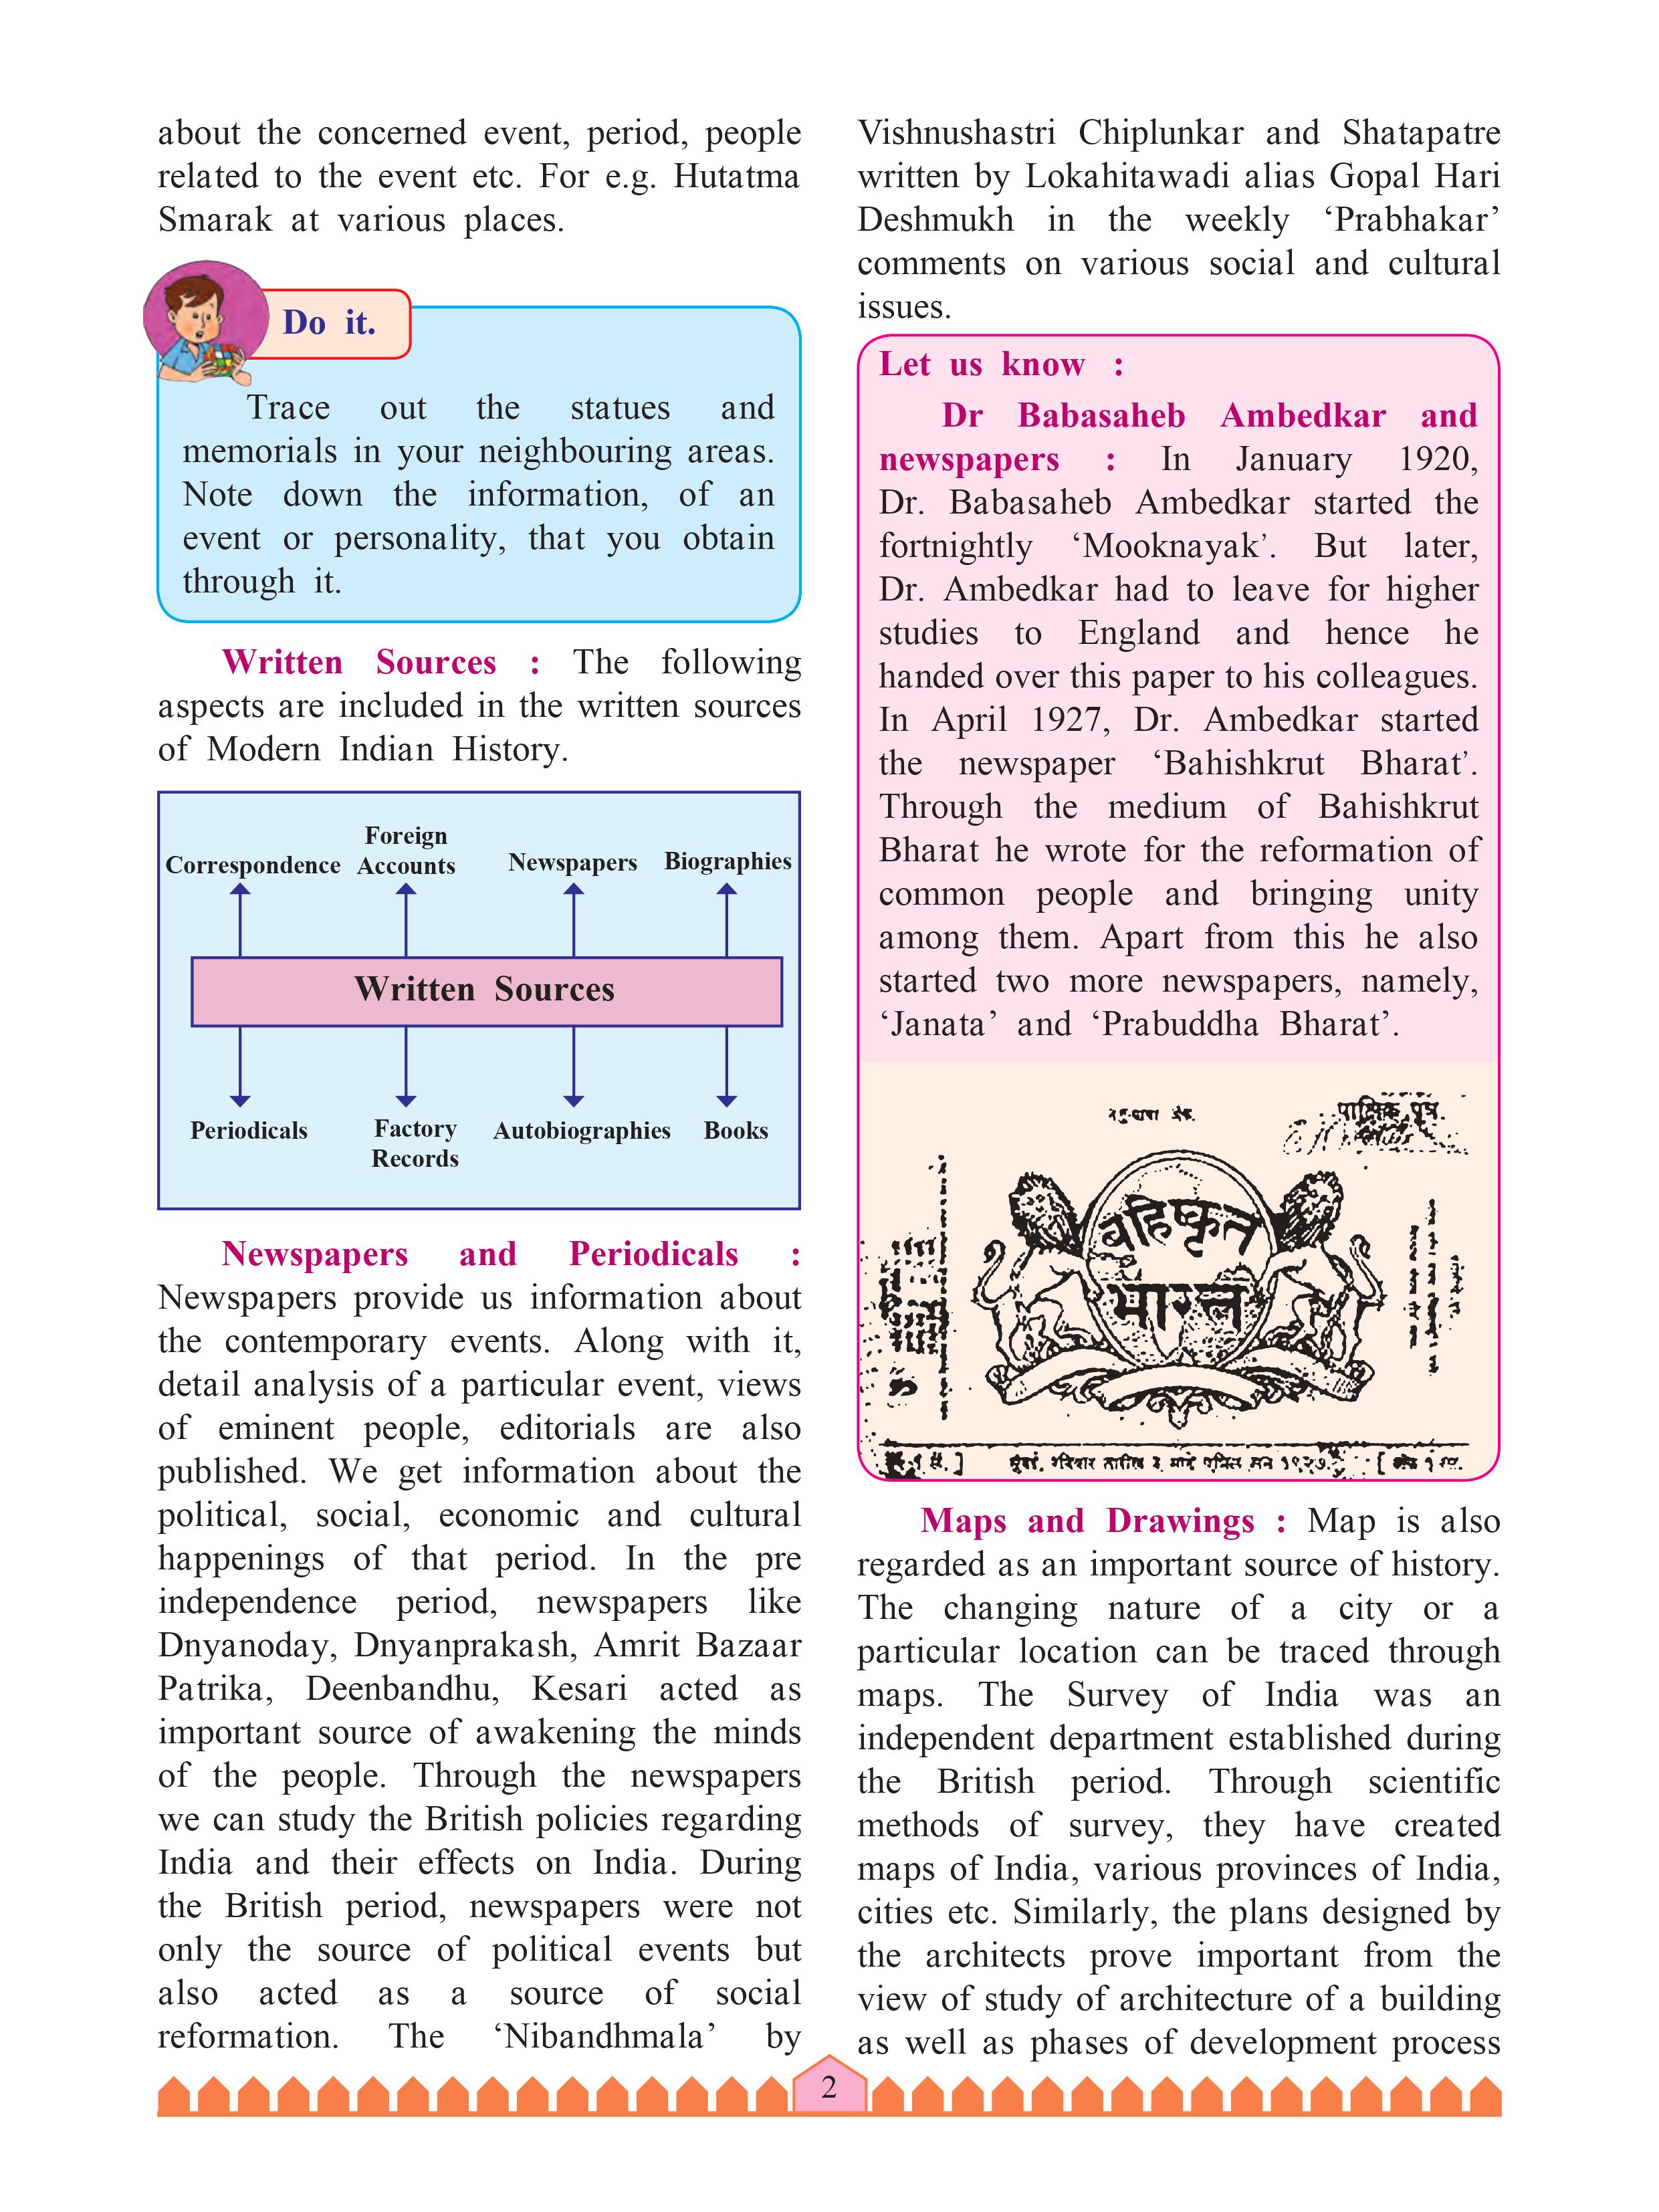 about the concerned event, period, people
related to the event etc. For e.g. Hutatma
Smarak at various places.
Do it.
Trace out the statues and
memorials in your neighbouring areas.
Note down the information, of an
event or personality, that you obtain
through it.
Written Sources : The following
aspects are included in the written sources
of Modern Indian History.
Correspondence
Foreign
Accounts
Newspapers
Biographies
Written Sources
Periodicals
Factory
Records
Autobiographies
Books
Newspapers and Periodicals :
Newspapers provide us information about
the contemporary events. Along with it,
detail analysis of a particular event, views
of eminent people, editorials are also
published. We get information about the
political, social, economic and cultural
happenings of that period. In the pre
independence period, newspapers like
Dnyanoday, Dnyanprakash, Amrit Bazaar
Patrika, Deenbandhu, Kesari acted as
important source of awakening the minds
of the people. Through the newspapers
we can study the British policies regarding
India and their effects on India. During
the British period, newspapers were not
only the source of political events but
also acted as a source of social
reformation. The ‘Nibandhmala’ by
Vishnushastri Chiplunkar and Shatapatre
written by Lokahitawadi alias Gopal Hari
Deshmukh in the weekly ‘Prabhakar’
comments on various social and cultural
issues.
Let us know :
Dr Babasaheb Ambedkar and
newspapers : In January 1920,
Dr. Babasaheb Ambedkar started the
fortnightly ‘Mooknayak’. But later,
Dr. Ambedkar had to leave for higher
studies to England and hence he
handed over this paper to his colleagues.
In April 1927, Dr. Ambedkar started
the newspaper ‘Bahishkrut Bharat’.
Through the medium of Bahishkrut
Bharat he wrote for the reformation of
common people and bringing unity
among them. Apart from this he also
started two more newspapers, namely,
‘Janata’ and ‘Prabuddha Bharat’.
पाक्षिक पत्र.
बहिष्कृत
भारत
मुंबई, रविवार तारीख ३ माहे एप्रिल सन १९२७.
Maps and Drawings : Map is also
regarded as an important source of history.
The changing nature of a city or a
particular location can be traced through
maps. The Survey of India was an
independent department established during
the British period. Through scientific
methods of survey, they have created
maps of India, various provinces of India,
cities etc. Similarly, the plans designed by
the architects prove important from the
view of study of architecture of a building
as well as phases of development process
2